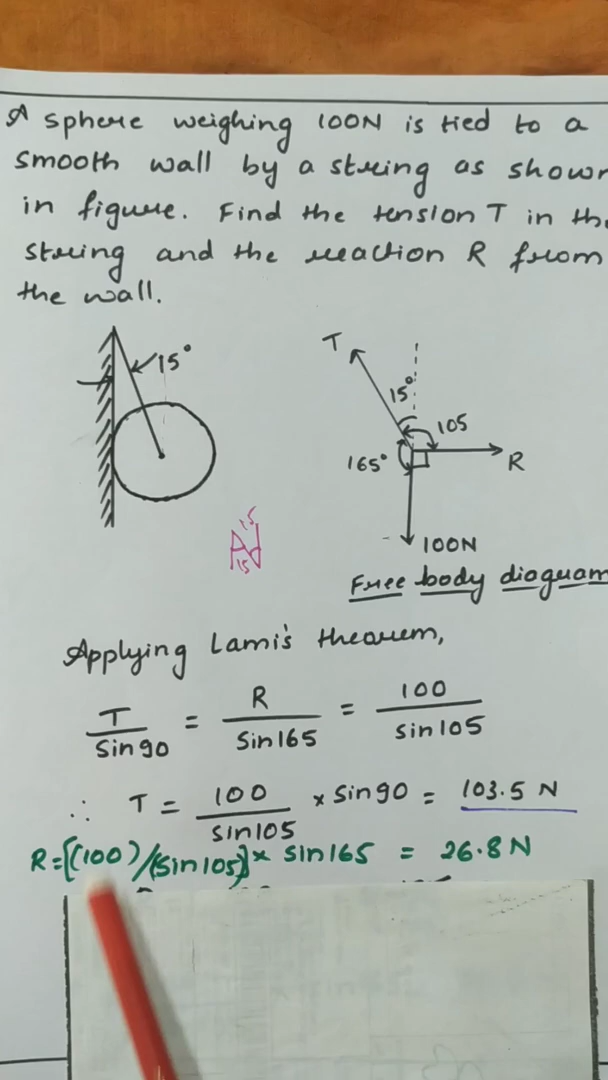 A sphere weighing 100N is tied to a
smooth wall by a string as shown
in figure. Find the tension T in the
string and the reaction R from
the wall.
15°
T
15°
105
165°
R
100N
15
15
Free body diagram
Applying Lami's theorem,
T/sin90 = R/sin165 = 100/sin105
∴ T = 100/sin105 × sin90 = 103.5 N
R=[(100)/(sin105)]× sin165 = 26.8 N